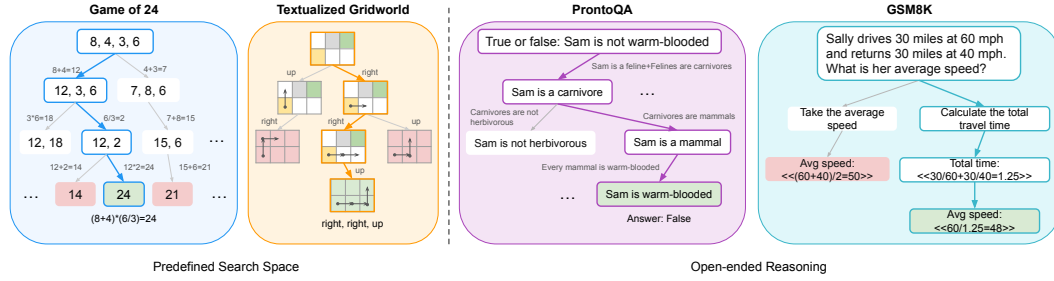 Game of 24
8, 4, 3, 6
8+4=12
4+3=7
12, 3, 6
7, 8, 6
3*6=18
6/3=2
7+8=15
12, 18
12, 2
15, 6
12+2=14
12*2=24
15+6=21
...
14
24
21
...
(8+4)*(6/3)=24
Textualized Gridworld
up
right
right
right
up
up
right, right, up
Predefined Search Space
ProntoQA
True or false: Sam is not warm-blooded
Sam is a feline+Felines are carnivores
Sam is a carnivore
...
Carnivores are not
herbivorous
Carnivores are mammals
Sam is not herbivorous
Sam is a mammal
Every mammal is warm-blooded
...
Sam is warm-blooded
Answer: False
GSM8K
Sally drives 30 miles at 60 mph
and returns 30 miles at 40 mph.
What is her average speed?
Take the average
speed
Calculate the total
travel time
Avg speed:
<<(60+40)/2=50>>
Total time:
<<30/60+30/40=1.25>>
Avg speed:
<<60/1.25=48>>
Open-ended Reasoning